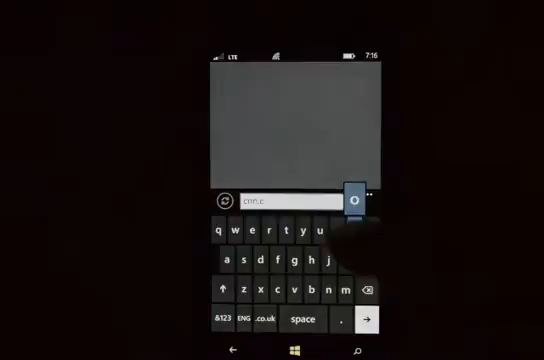 LTE 7:16
cnn.c
o
q w e r t y u
a s d f g h j
z x c v b n m
&123 ENG .co.uk space .